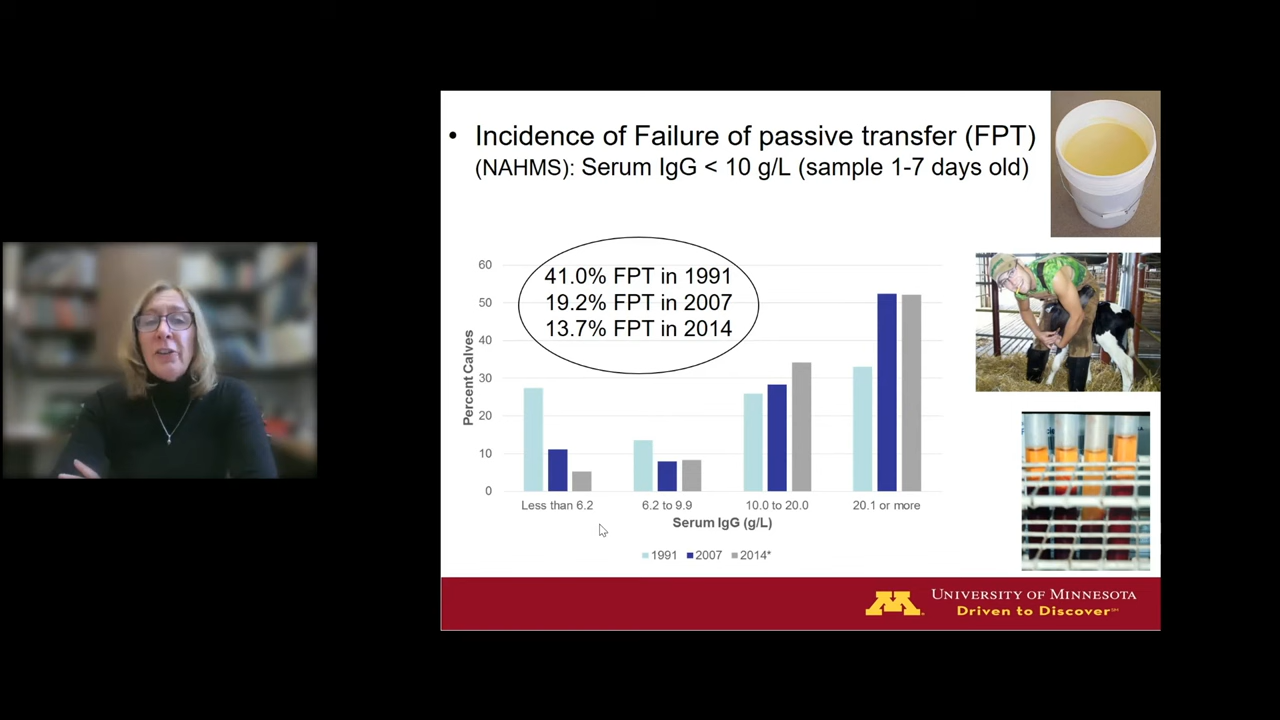 • Incidence of Failure of passive transfer (FPT)
(NAHMS): Serum IgG < 10 g/L (sample 1-7 days old)
41.0% FPT in 1991
19.2% FPT in 2007
13.7% FPT in 2014
Percent Calves
60
50
40
30
20
10
0
Less than 6.2 6.2 to 9.9 10.0 to 20.0 20.1 or more
Serum IgG (g/L)
1991 2007 2014*
University of Minnesota
Driven to Discover℠